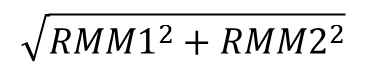 √(RMM1² + RMM2²)